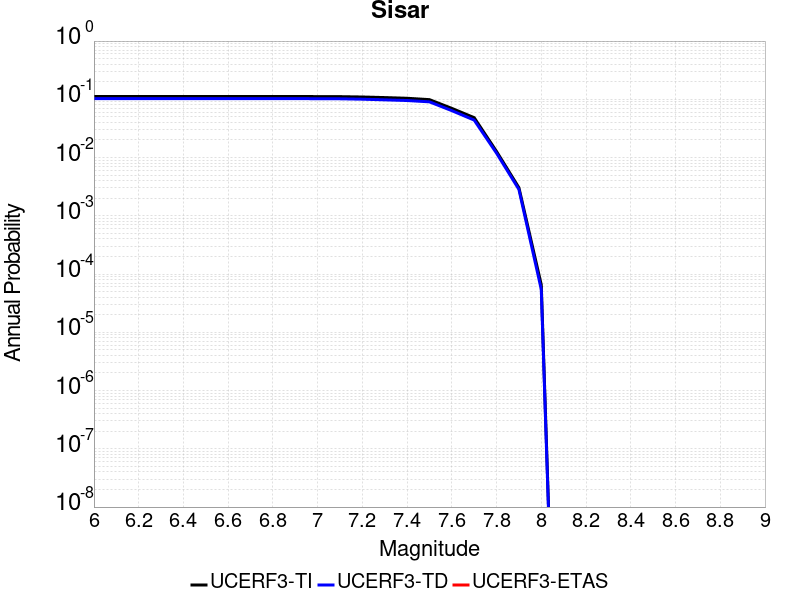 Sisar
10^0
10^-1
10^-2
10^-3
10^-4
10^-5
10^-6
10^-7
10^-8
Annual Probability
6 6.2 6.4 6.6 6.8 7 7.2 7.4 7.6 7.8 8 8.2 8.4 8.6 8.8 9
Magnitude
UCERF3-TI UCERF3-TD UCERF3-ETAS